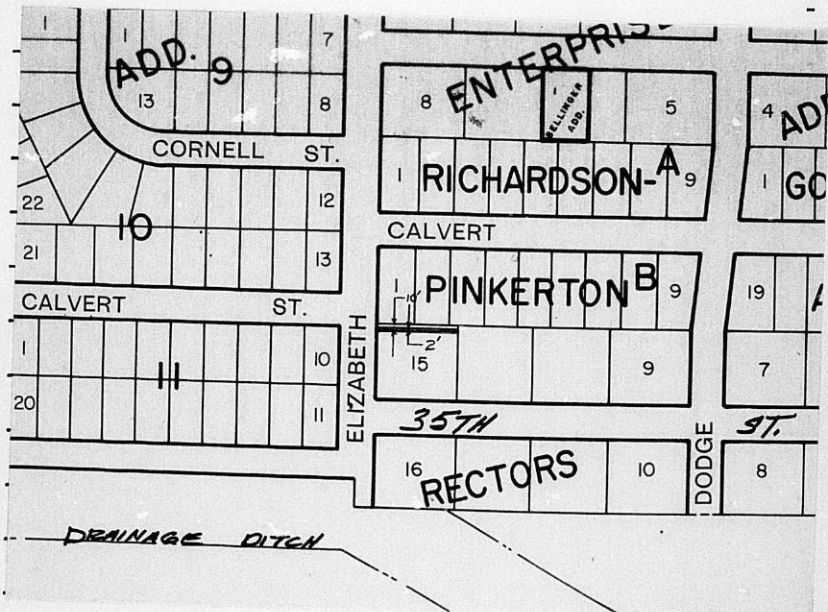 1
1
7
ADD. 9
13
8
ENTERPRIS
8
BELLINGER
ADD.
5
4
ADD
CORNELL ST.
1
RICHARDSON-A
9
1
GO
22
12
10
21
13
CALVERT
CALVERT ST.
1
PINKERTON B
9
19
A
10'
2'
15
9
7
1
10
11
20
11
ELIZABETH
35TH
ST.
DODGE
16
RECTORS
10
8
DRAINAGE DITCH